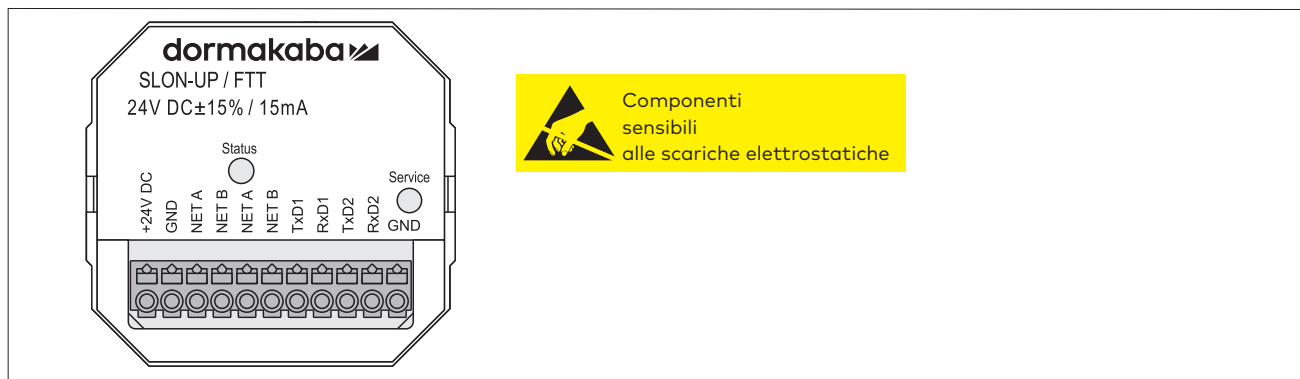 dormakaba
SLON-UP / FTT
24V DC±15% / 15mA
Status
Service
+24V DC
GND
NET A
NET B
NET A
NET B
TxD1
RxD1
TxD2
RxD2
GND
Componenti
sensibili
alle scariche elettrostatiche